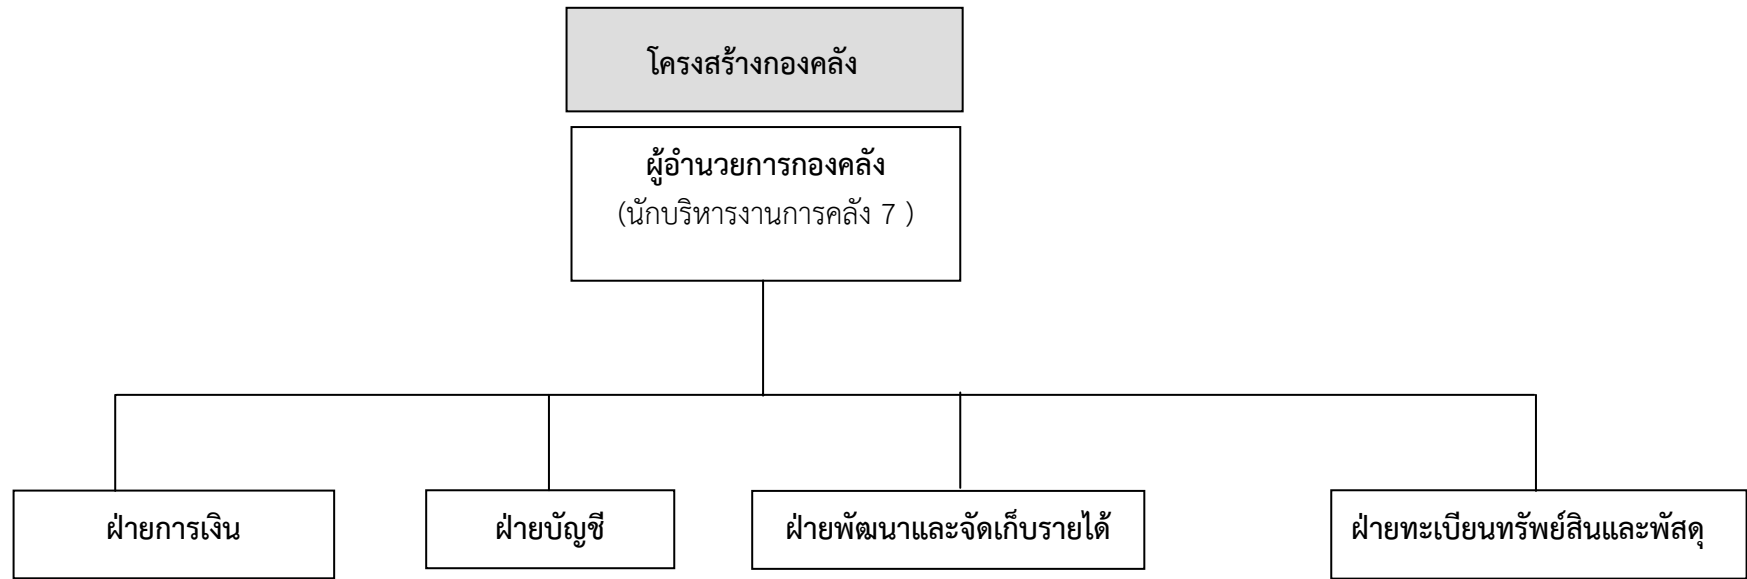 โครงสร้างกองคลัง
ผู้อำนวยการกองคลัง
(นักบริหารงานการคลัง 7 )
ฝ่ายการเงิน
ฝ่ายบัญชี
ฝ่ายพัฒนาและจัดเก็บรายได้
ฝ่ายทะเบียนทรัพย์สินและพัสดุ